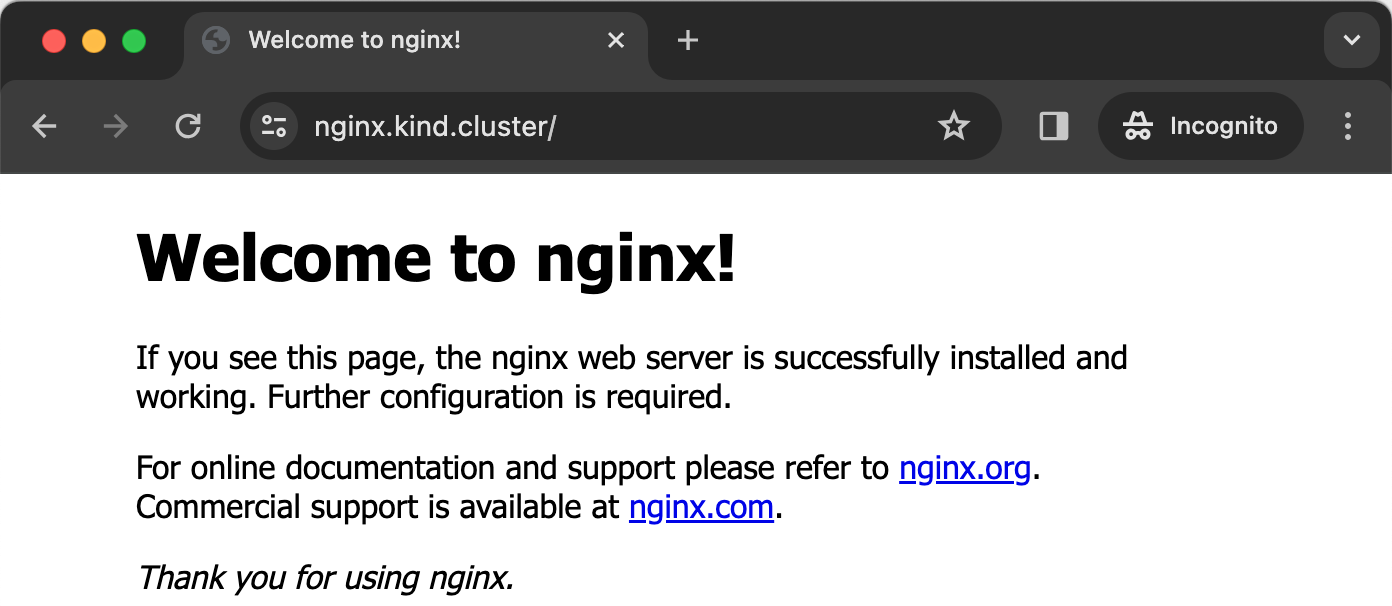 Welcome to nginx!
nginx.kind.cluster/
Incognito
Welcome to nginx!
If you see this page, the nginx web server is successfully installed and
working. Further configuration is required.
For online documentation and support please refer to nginx.org.
Commercial support is available at nginx.com.
Thank you for using nginx.